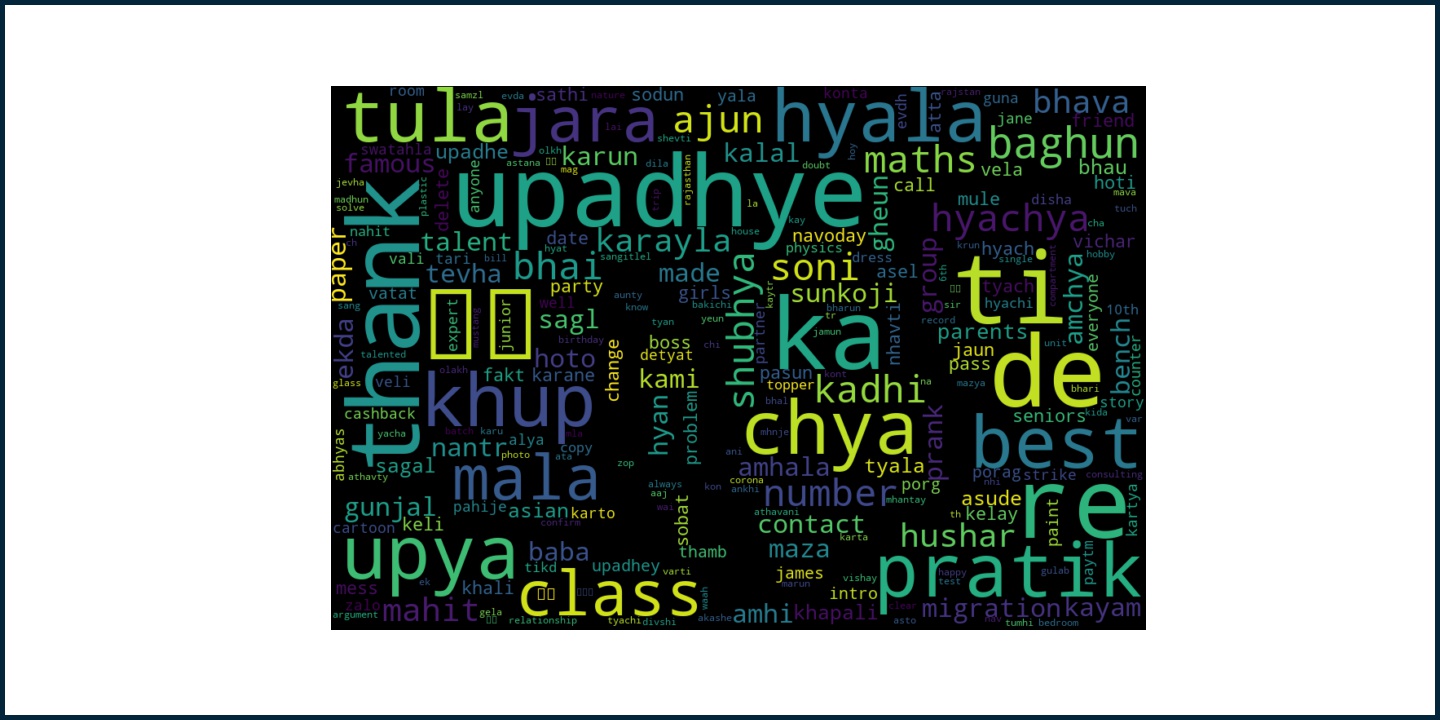 room
samzl
evda
sathi
nature
sodun
yala
konta
rajstan
guna
bhava
tula
lay
jara
lai
ajun
hyala
evdh
atta
jane
friend
shevti
baghun
swatahla
famous
upadhe
olkh
astana
karun
mag
dila
kalal
doubt
hoy
maths
vela
bhau
hoti
jevha
madhun
solve
plastic
delete
anyone
upadhye
trip
rajasthan
la
call
gheun
mule
disha
mava
tuch
thank
nahit
ch
paper
talent
date
hyat
karayla
house
kay
navoday
physics
hyachya
cha
vichar
hobby
vali
tari
bill
tevha
bhai
sangitlel
made
shubhya
soni
dress
asel
group
6th
krun
hyach
single
compartment
ti
amchya
everyone
vatat
party
aunty
girls
kaytr
sunkoji
tyach
hyachi
sang
expert
mustang
junior
well
sagl
know
bakichi
tyan
yeun
partner
bharun
tr
jamun
ka
nhavti
sir
record
parents
unit
10th
bench
counter
ekda
talented
birthday
boss
detyat
chi
jaun
pass
de
glass
veli
olakh
hoto
fakt
karane
change
kami
pasun
topper
kont
kadhi
na
mazya
bhari
khup
cashback
yacha
batch
karu
problem
hyan
bhal
chya
mhnje
prank
seniors
kida
story
var
abhyas
athavty
sagal
nantr
alya
photo
copy
ata
mla
zop
ani
amhala
tyala
best
porag
strike
consulting
nhi
mala
always
aaj
kon
ankhi
corona
number
porg
mhantay
asude
re
gunjal
pahije
asian
karto
confirm
wai
sobat
athavani
contact
karta
th
kelay
paint
kartya
cartoon
keli
hushar
upya
baba
thamb
maza
pratik
paytm
tikd
upadhey
varti
james
marun
vishay
happy
test
gulab
mess
ek
khali
class
waah
intro
zalo
argument
mahit
gela
relationship
tyachi
divshi
akashe
amhi
khapali
clear
asto
migration
nav
tumhi
bedroom
kayam